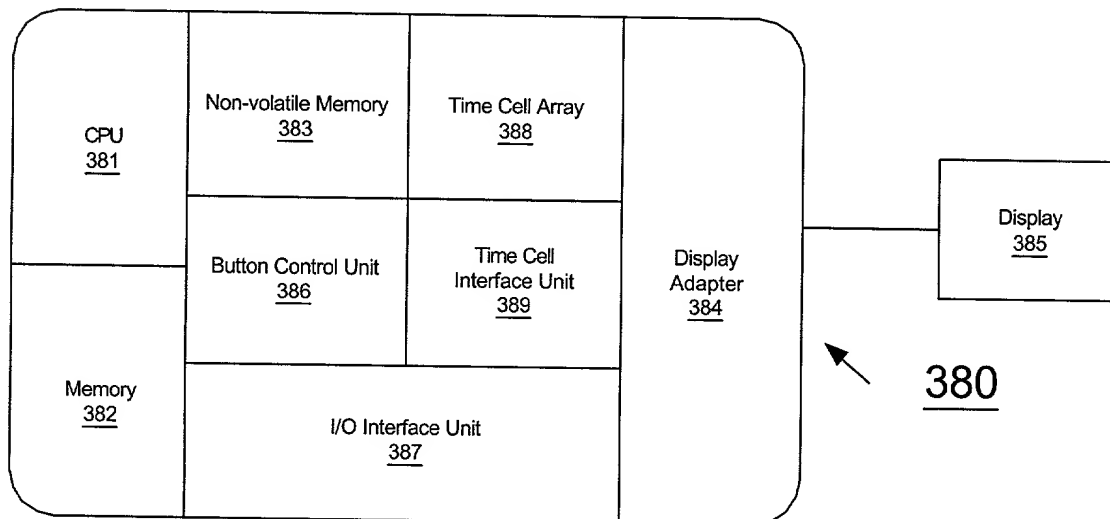 CPU
381
Non-volatile Memory
383
Time Cell Array
388
Button Control Unit
386
Time Cell
Interface Unit
389
Display
Adapter
384
Display
385
Memory
382
I/O Interface Unit
387
380